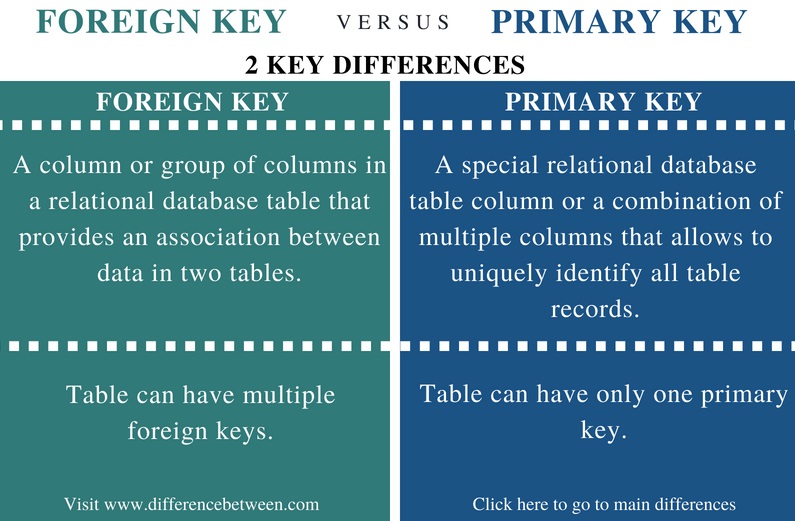 FOREIGN KEY VERSUS PRIMARY KEY
2 KEY DIFFERENCES
FOREIGN KEY
A column or group of columns in
a relational database table that
provides an association between
data in two tables.
Table can have multiple
foreign keys.
Visit www.differencebetween.com
PRIMARY KEY
A special relational database
table column or a combination of
multiple columns that allows to
uniquely identify all table
records.
Table can have only one primary
key.
Click here to go to main differences